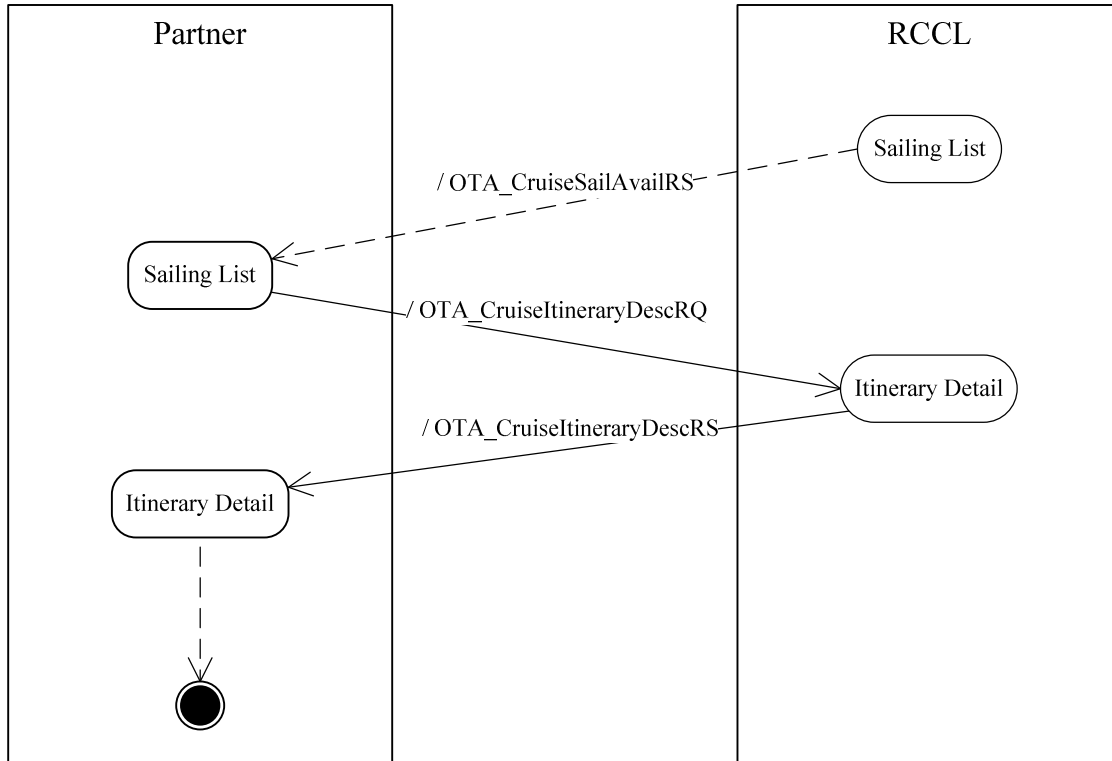 Partner
RCCL
Sailing List
/ OTA_CruiseSailAvailRS
Sailing List
/ OTA_CruiseItineraryDescRQ
Itinerary Detail
/ OTA_CruiseItineraryDescRS
Itinerary Detail